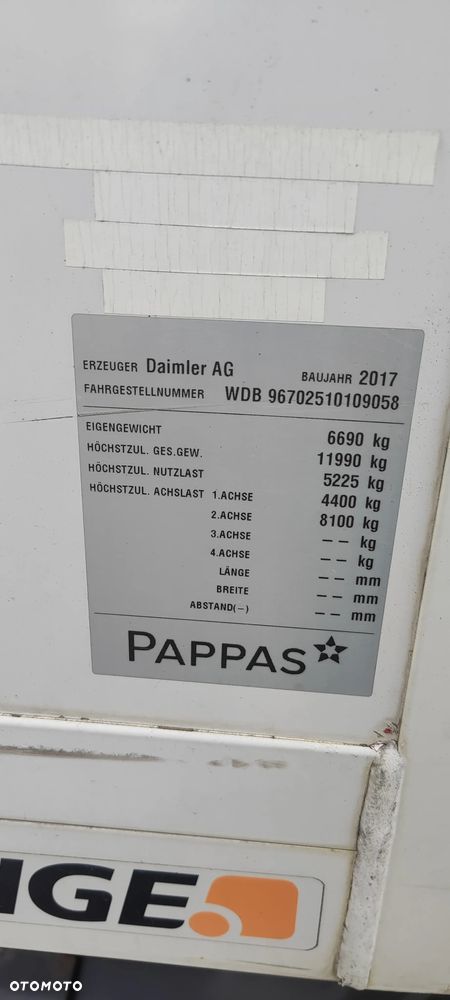 ERZEUGER Daimler AG BAUJAHR 2017
FAHRGESTELLNUMMER WDB 96702510109058
EIGENGEWICHT 6690 kg
HÖCHSTZUL. GES.GEW. 11990 kg
HÖCHSTZUL. NUTZLAST 5225 kg
HÖCHSTZUL. ACHSLAST 1.ACHSE 4400 kg
2.ACHSE 8100 kg
3.ACHSE -- kg
4.ACHSE -- kg
LÄNGE -- mm
BREITE -- mm
ABSTAND(-) -- mm
PAPPAS
IGE
OTOMOTO